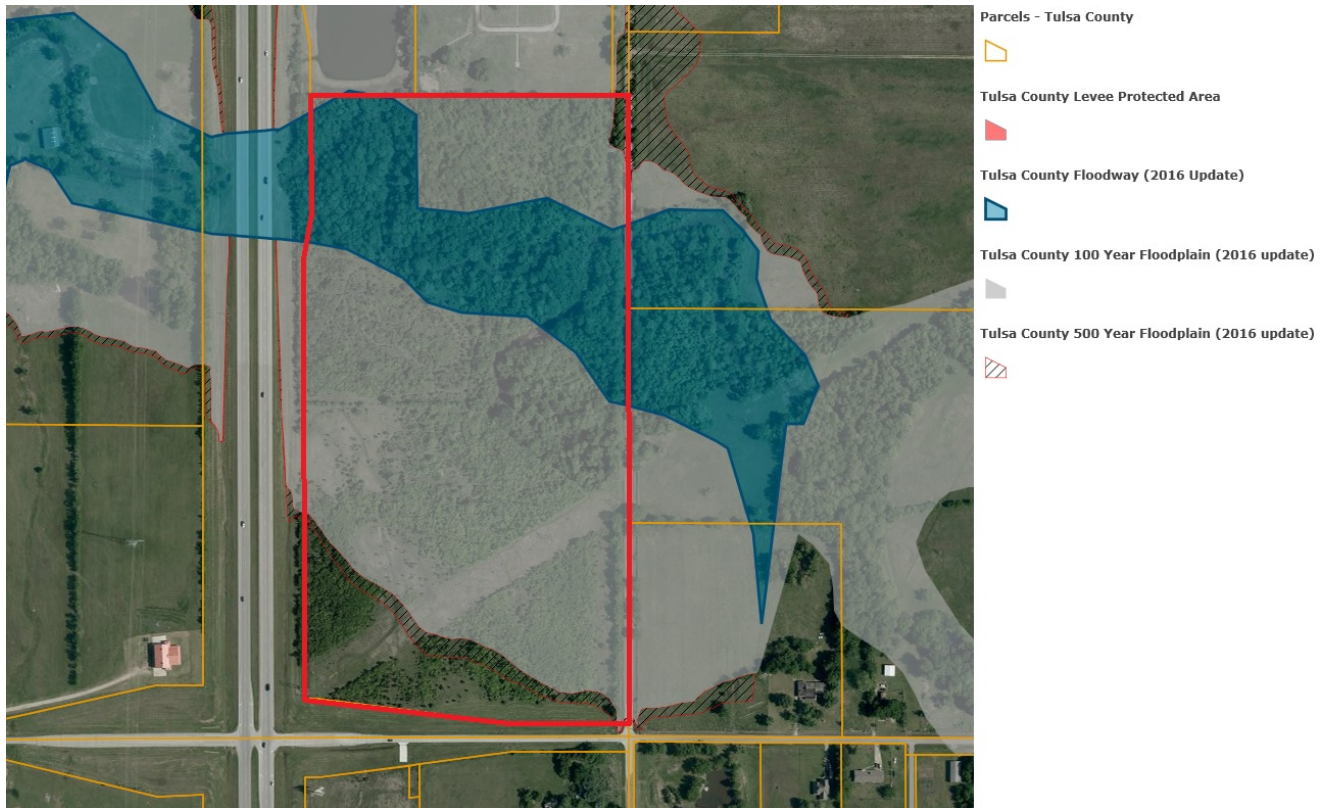 Parcels - Tulsa County
Tulsa County Levee Protected Area
Tulsa County Floodway (2016 Update)
Tulsa County 100 Year Floodplain (2016 update)
Tulsa County 500 Year Floodplain (2016 update)